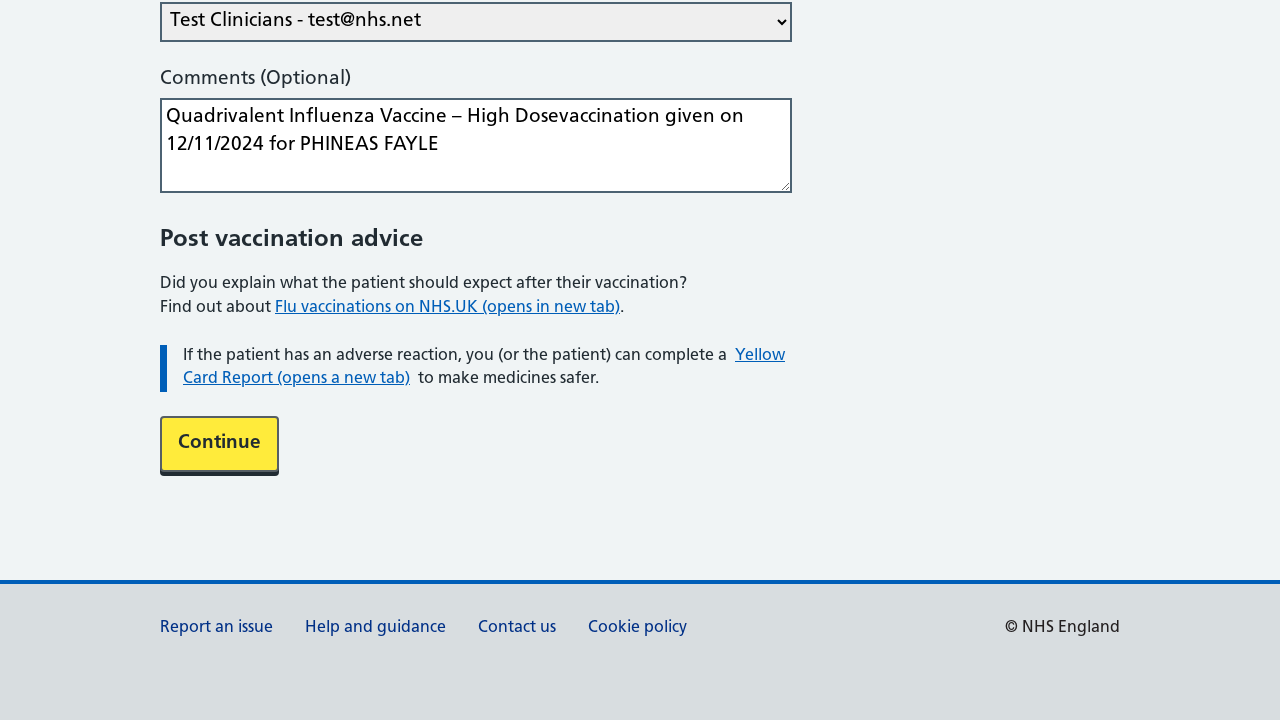 Test Clinicians - test@nhs.net
Comments (Optional)
Quadrivalent Influenza Vaccine – High Dosevaccination given on
12/11/2024 for PHINEAS FAYLE
Post vaccination advice
Did you explain what the patient should expect after their vaccination?
Find out about Flu vaccinations on NHS.UK (opens in new tab).
If the patient has an adverse reaction, you (or the patient) can complete a Yellow
Card Report (opens a new tab) to make medicines safer.
Continue
Report an issue Help and guidance Contact us Cookie policy © NHS England